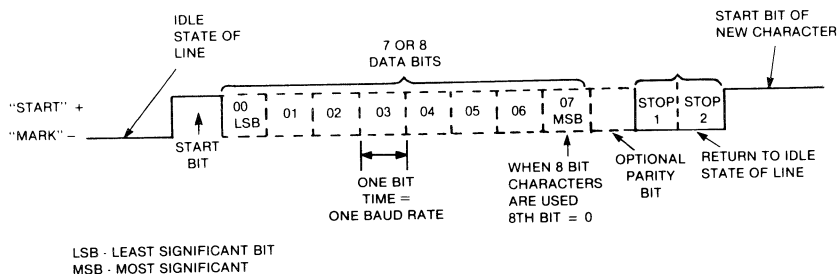 IDLE
STATE OF
LINE
7 OR 8
DATA BITS
START BIT OF
NEW CHARACTER
"START" +
"MARK" –
START
BIT
00
LSB
01
02
03
04
05
06
07
MSB
STOP
1
STOP
2
ONE BIT
TIME =
ONE BAUD RATE
WHEN 8 BIT
CHARACTERS
ARE USED
8TH BIT = 0
OPTIONAL
PARITY
BIT
RETURN TO IDLE
STATE OF LINE
LSB - LEAST SIGNIFICANT BIT
MSB - MOST SIGNIFICANT